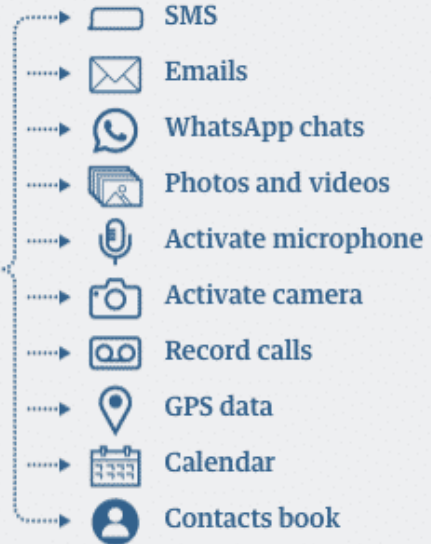 SMS
Emails
WhatsApp chats
Photos and videos
Activate microphone
Activate camera
Record calls
GPS data
Calendar
Contacts book